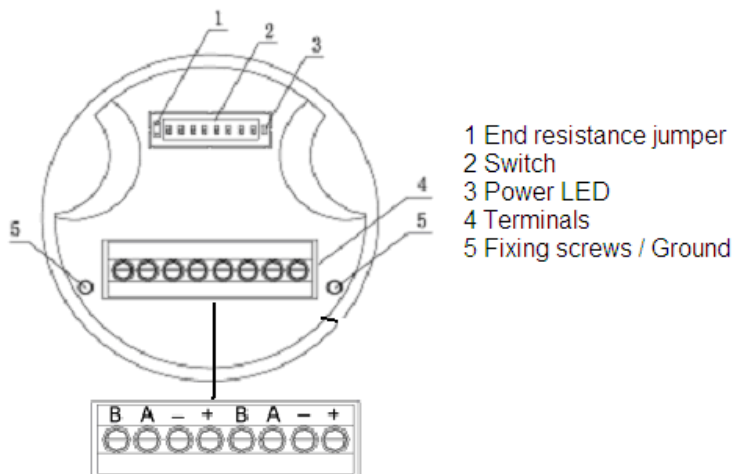 1
2
3
4
5
5
1 End resistance jumper
2 Switch
3 Power LED
4 Terminals
5 Fixing screws / Ground
B A – + B A – +